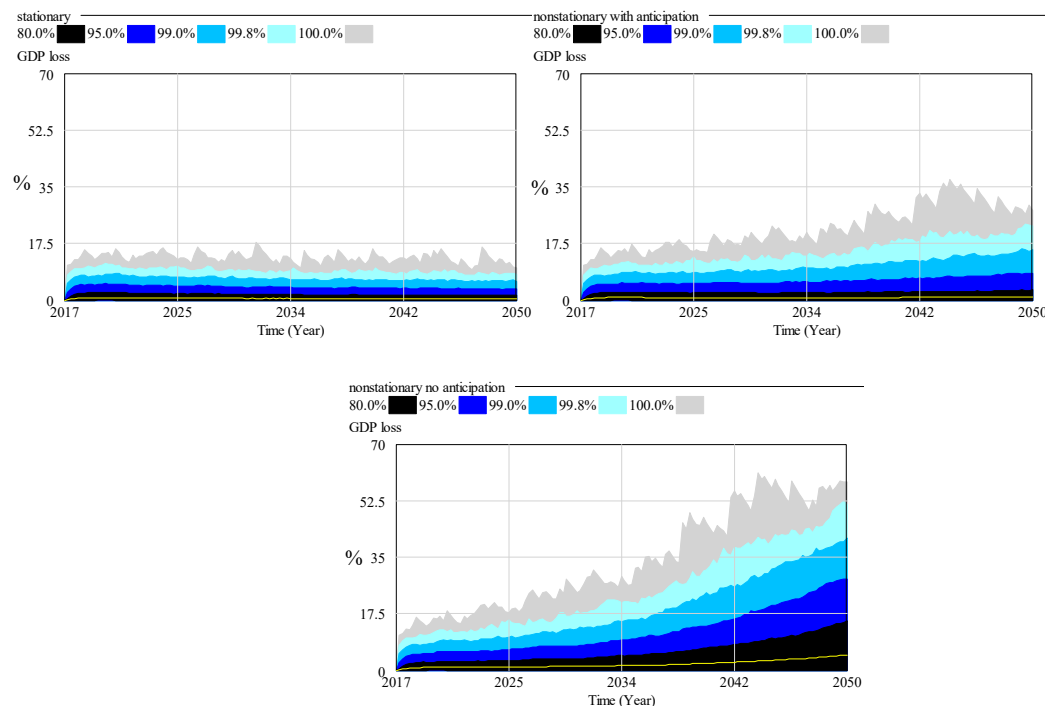 stationary
80.0% 95.0% 99.0% 99.8% 100.0%
GDP loss
70
52.5
%
35
17.5
0
2017 2025 2034 2042 2050
Time (Year)
nonstationary with anticipation
80.0% 95.0% 99.0% 99.8% 100.0%
GDP loss
70
52.5
%
35
17.5
0
2017 2025 2034 2042 2050
Time (Year)
nonstationary no anticipation
80.0% 95.0% 99.0% 99.8% 100.0%
GDP loss
70
52.5
%
35
17.5
0
2017 2025 2034 2042 2050
Time (Year)